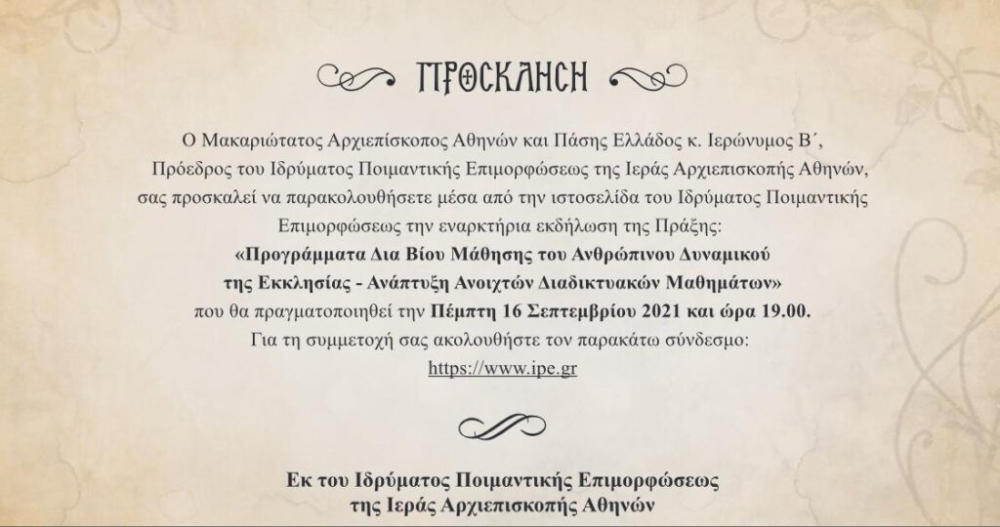 ΠΡΟΣΚΛΗΣΗ
Ο Μακαριώτατος Αρχιεπίσκοπος Αθηνών και Πάσης Ελλάδος κ. Ιερώνυμος Β΄,
Πρόεδρος του Ιδρύματος Ποιμαντικής Επιμορφώσεως της Ιεράς Αρχιεπισκοπής Αθηνών,
σας προσκαλεί να παρακολουθήσετε μέσα από την ιστοσελίδα του Ιδρύματος Ποιμαντικής
Επιμορφώσεως την εναρκτήρια εκδήλωση της Πράξης:
«Προγράμματα Δια Βίου Μάθησης του Ανθρώπινου Δυναμικού
της Εκκλησίας - Ανάπτυξη Ανοιχτών Διαδικτυακών Μαθημάτων»
που θα πραγματοποιηθεί την Πέμπτη 16 Σεπτεμβρίου 2021 και ώρα 19.00.
Για τη συμμετοχή σας ακολουθήστε τον παρακάτω σύνδεσμο:
https://www.ipe.gr
Εκ του Ιδρύματος Ποιμαντικής Επιμορφώσεως
της Ιεράς Αρχιεπισκοπής Αθηνών